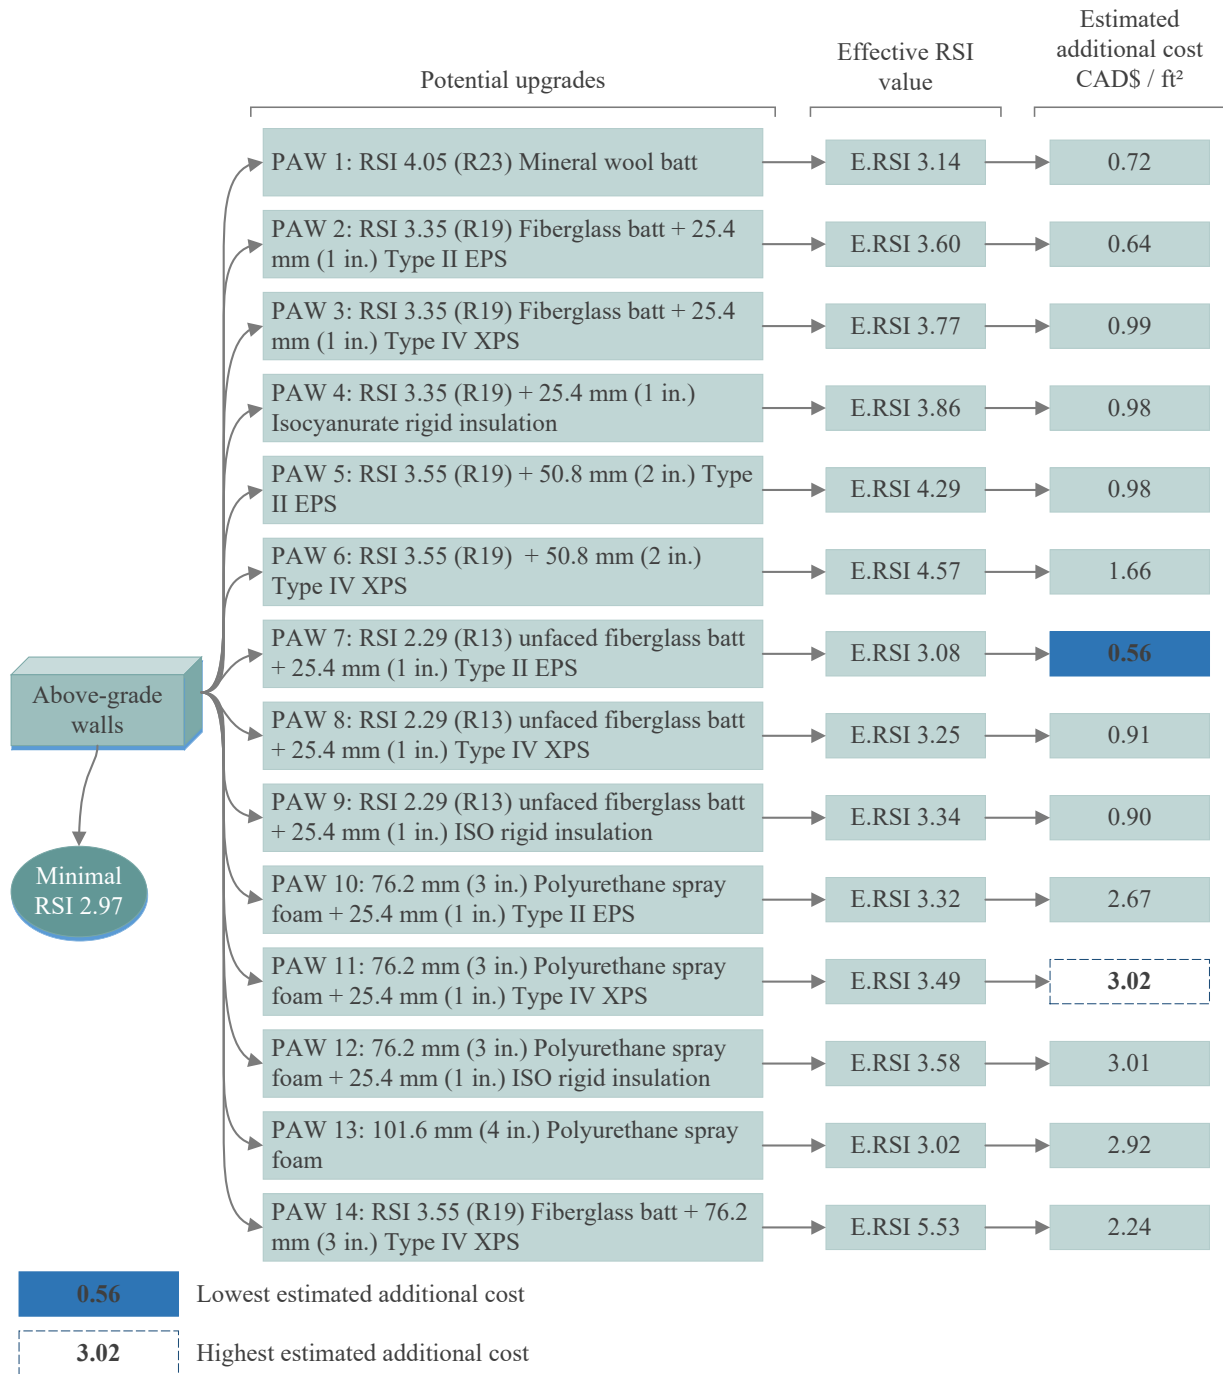 Potential upgrades
Effective RSI
value
Estimated
additional cost
CAD$ / ft²
PAW 1: RSI 4.05 (R23) Mineral wool batt
E.RSI 3.14
0.72
PAW 2: RSI 3.35 (R19) Fiberglass batt + 25.4
mm (1 in.) Type II EPS
E.RSI 3.60
0.64
PAW 3: RSI 3.35 (R19) Fiberglass batt + 25.4
mm (1 in.) Type IV XPS
E.RSI 3.77
0.99
PAW 4: RSI 3.35 (R19) + 25.4 mm (1 in.)
Isocyanurate rigid insulation
E.RSI 3.86
0.98
PAW 5: RSI 3.55 (R19) + 50.8 mm (2 in.) Type
II EPS
E.RSI 4.29
0.98
PAW 6: RSI 3.55 (R19) + 50.8 mm (2 in.)
Type IV XPS
E.RSI 4.57
1.66
PAW 7: RSI 2.29 (R13) unfaced fiberglass batt
+ 25.4 mm (1 in.) Type II EPS
E.RSI 3.08
0.56
Above-grade
walls
PAW 8: RSI 2.29 (R13) unfaced fiberglass batt
+ 25.4 mm (1 in.) Type IV XPS
E.RSI 3.25
0.91
PAW 9: RSI 2.29 (R13) unfaced fiberglass batt
+ 25.4 mm (1 in.) ISO rigid insulation
E.RSI 3.34
0.90
Minimal
RSI 2.97
PAW 10: 76.2 mm (3 in.) Polyurethane spray
foam + 25.4 mm (1 in.) Type II EPS
E.RSI 3.32
2.67
PAW 11: 76.2 mm (3 in.) Polyurethane spray
foam + 25.4 mm (1 in.) Type IV XPS
E.RSI 3.49
3.02
PAW 12: 76.2 mm (3 in.) Polyurethane spray
foam + 25.4 mm (1 in.) ISO rigid insulation
E.RSI 3.58
3.01
PAW 13: 101.6 mm (4 in.) Polyurethane spray
foam
E.RSI 3.02
2.92
PAW 14: RSI 3.55 (R19) Fiberglass batt + 76.2
mm (3 in.) Type IV XPS
E.RSI 5.53
2.24
0.56
Lowest estimated additional cost
3.02
Highest estimated additional cost